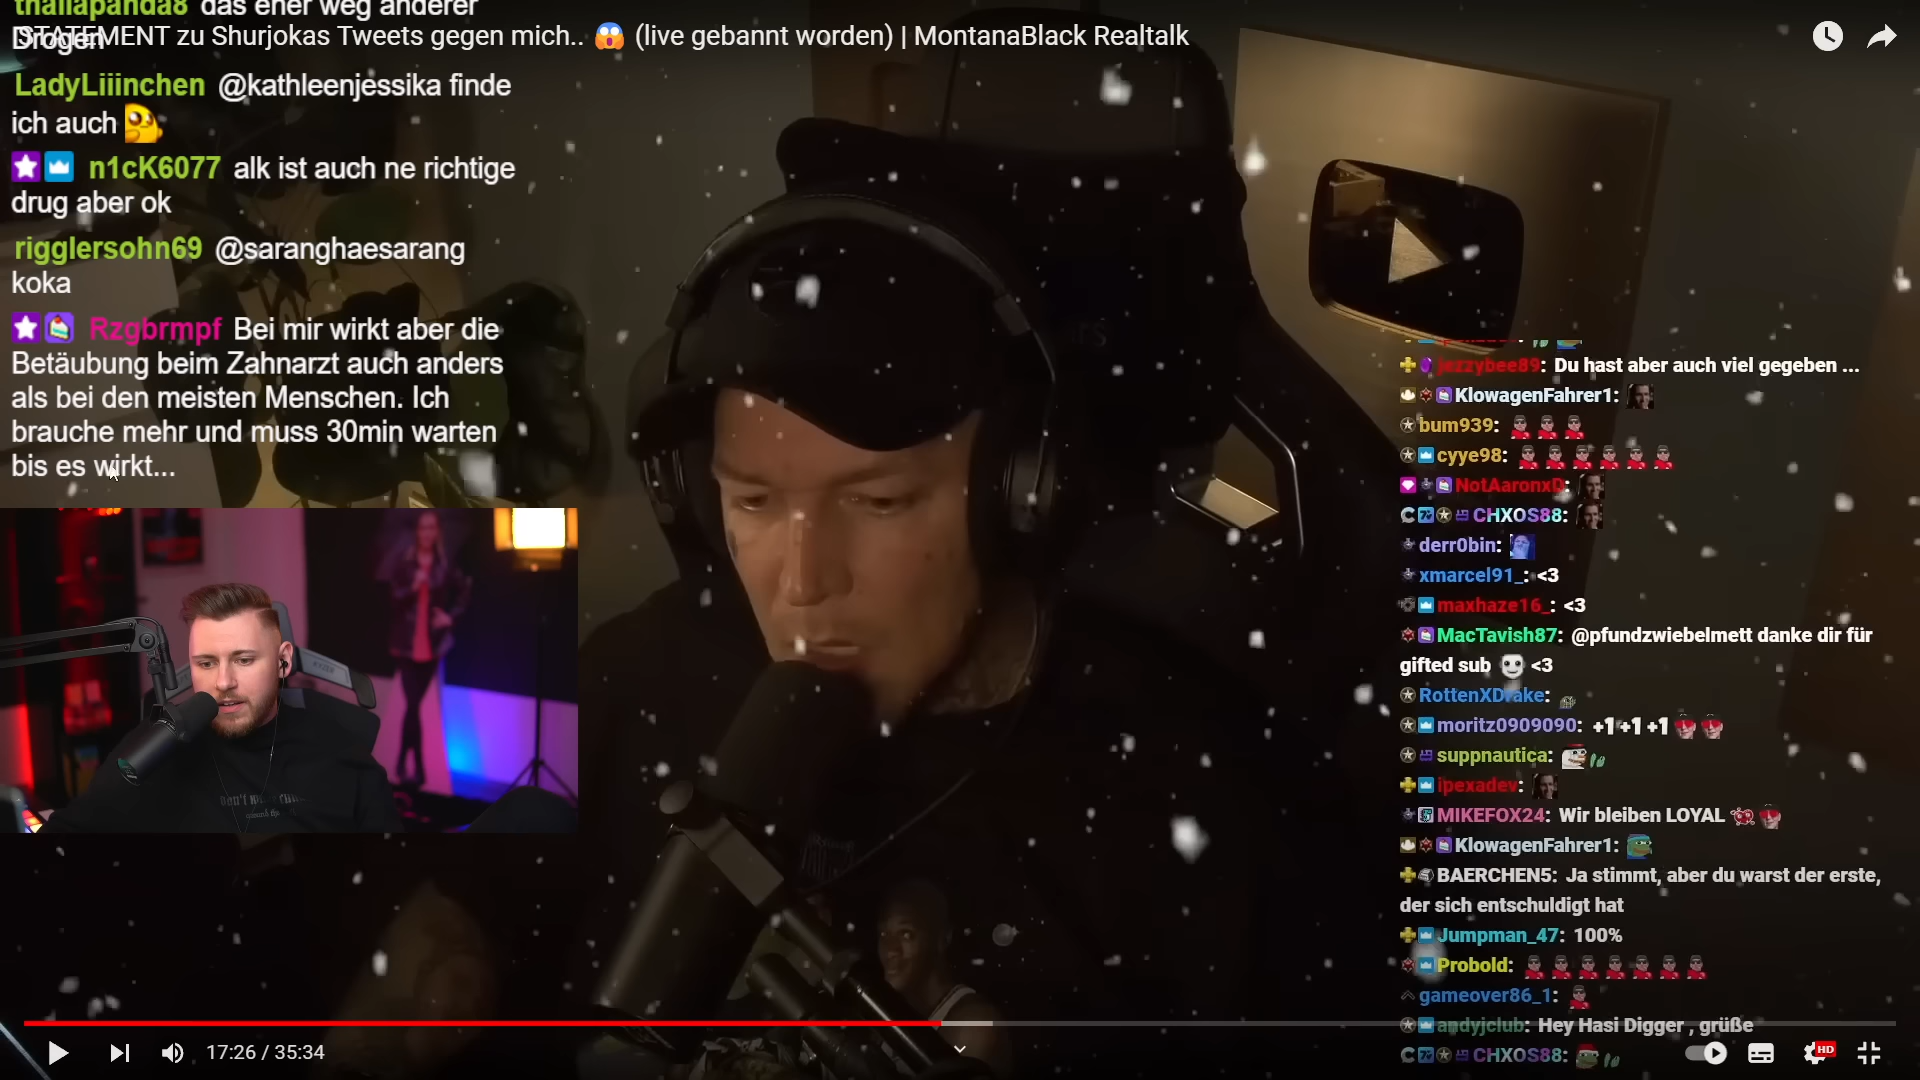 thaliapanda8 das eher weg anderer
Drogen
STATEMENT zu Shurjokas Tweets gegen mich.. 😱 (live gebannt worden) | MontanaBlack Realtalk
LadyLiiinchen @kathleenjessika finde
ich auch
n1cK6077 alk ist auch ne richtige
drug aber ok
rigglersohn69 @saranghaesarang
koka
Rzgbrmpf Bei mir wirkt aber die
Betäubung beim Zahnarzt auch anders
als bei den meisten Menschen. Ich
brauche mehr und muss 30min warten
bis es wirkt...
jezzybee89: Du hast aber auch viel gegeben ...
KlowagenFahrer1:
bum939:
cyye98:
NotAaronxD:
CHXOS88:
derr0bin:
xmarcel91_: <3
maxhaze16_: <3
MacTavish87: @pfundzwiebelmett danke dir für
gifted sub <3
RottenXDrake:
moritz0909090: +1 +1 +1
suppnautica:
ipexadev:
MIKEFOX24: Wir bleiben LOYAL
KlowagenFahrer1:
BAERCHEN5: Ja stimmt, aber du warst der erste,
der sich entschuldigt hat
Jumpman_47: 100%
Probold:
gameover86_1:
andyjclub: Hey Hasi Digger , grüße
CHXOS88:
17:26 / 35:34
HD